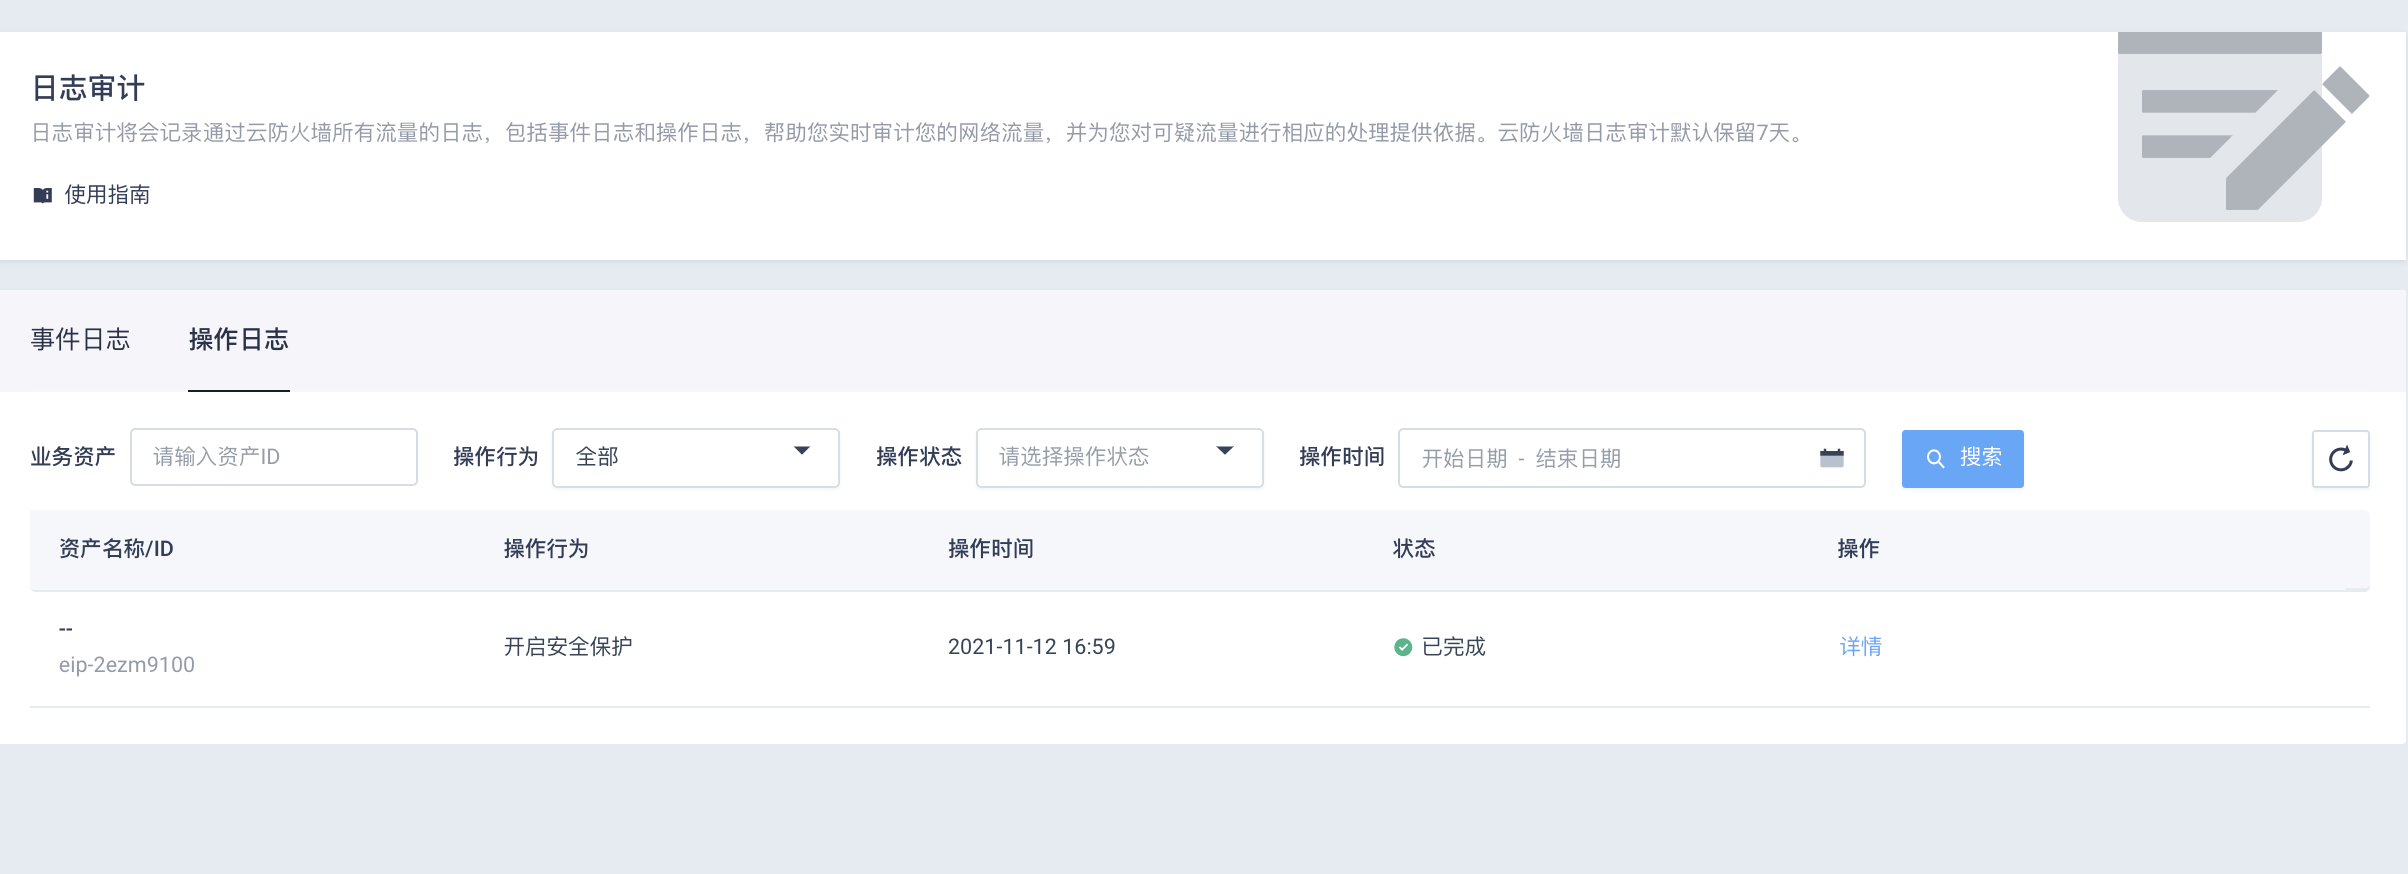 日志审计
日志审计将会记录通过云防火墙所有流量的日志，包括事件日志和操作日志，帮助您实时审计您的网络流量，并为您对可疑流量进行相应的处理提供依据。云防火墙日志审计默认保留7天。
使用指南
事件日志 操作日志
业务资产 请输入资产ID 操作行为 全部 操作状态 请选择操作状态 操作时间 开始日期 - 结束日期 搜索
资产名称/ID 操作行为 操作时间 状态 操作
--
eip-2ezm9100 开启安全保护 2021-11-12 16:59 已完成 详情